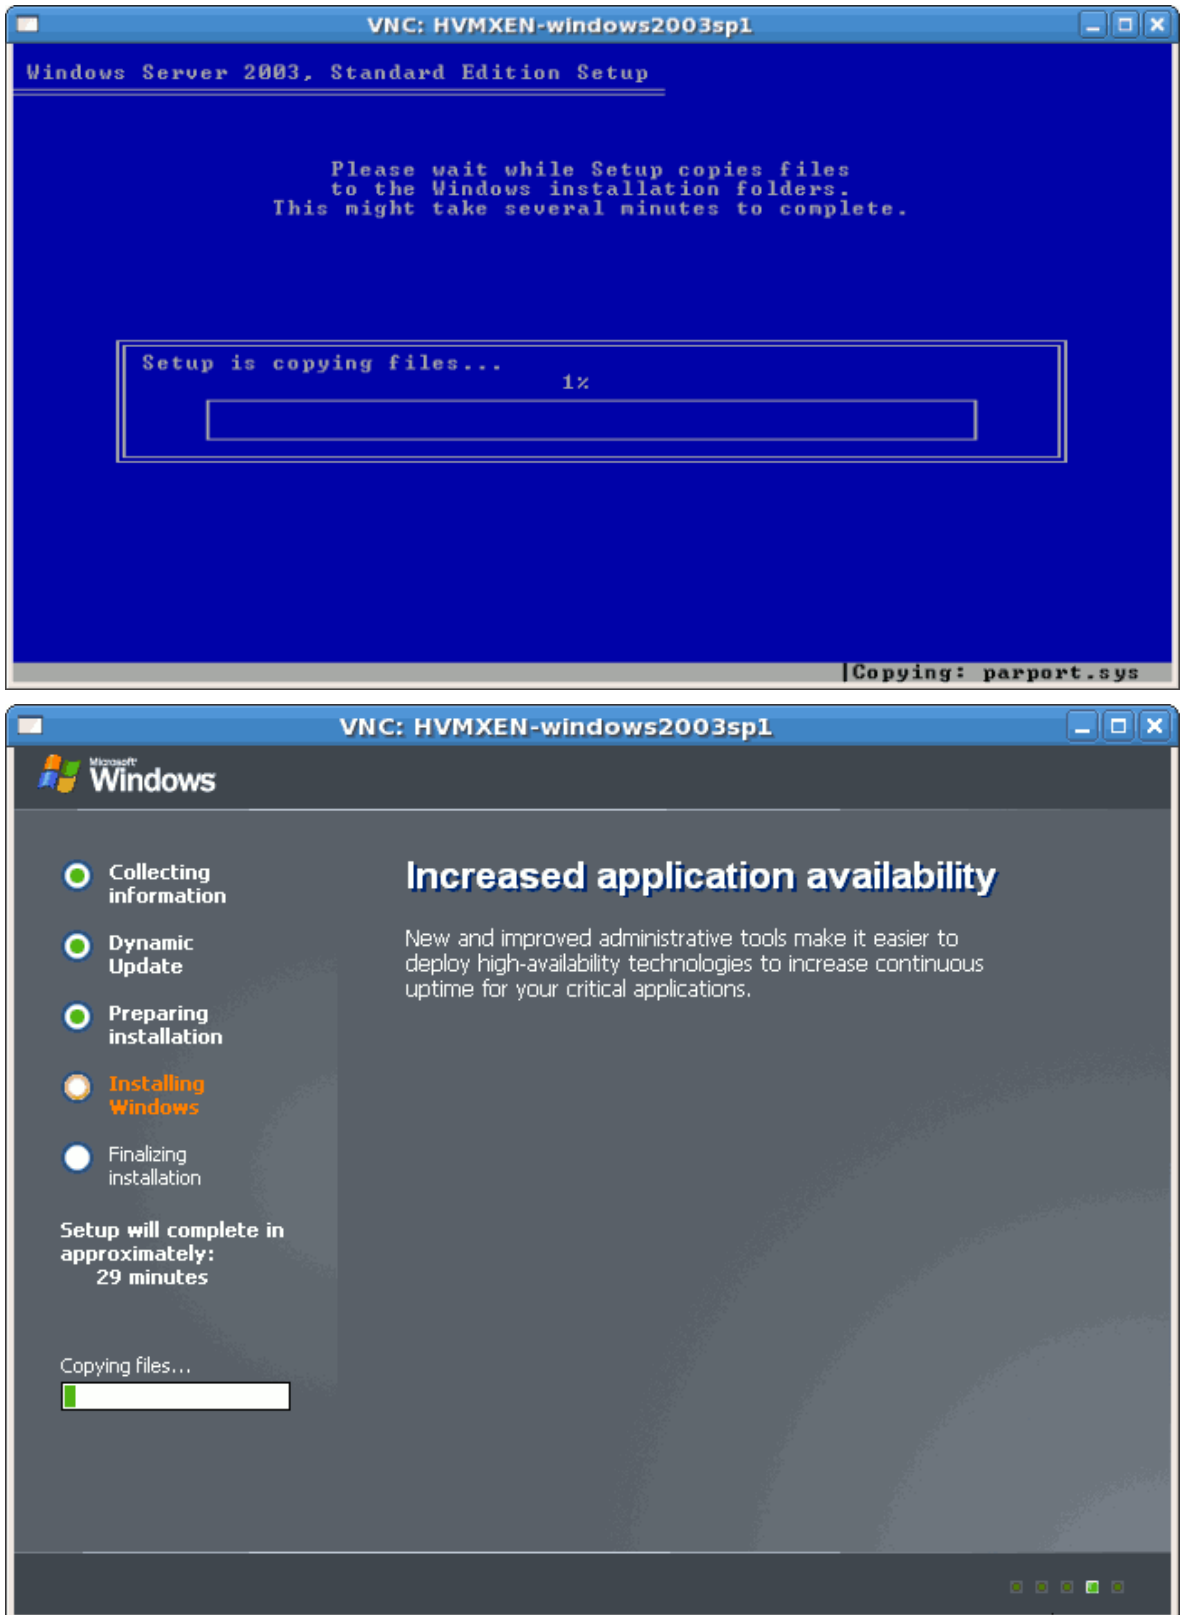 VNC: HVMXEN-windows2003sp1
Windows Server 2003, Standard Edition Setup
Please wait while Setup copies files
to the Windows installation folders.
This might take several minutes to complete.
Setup is copying files...
1%
|Copying: parport.sys
VNC: HVMXEN-windows2003sp1
Microsoft
Windows
Collecting
information
Dynamic
Update
Preparing
installation
Installing
Windows
Finalizing
installation
Setup will complete in
approximately:
29 minutes
Copying files...
Increased application availability
New and improved administrative tools make it easier to
deploy high-availability technologies to increase continuous
uptime for your critical applications.